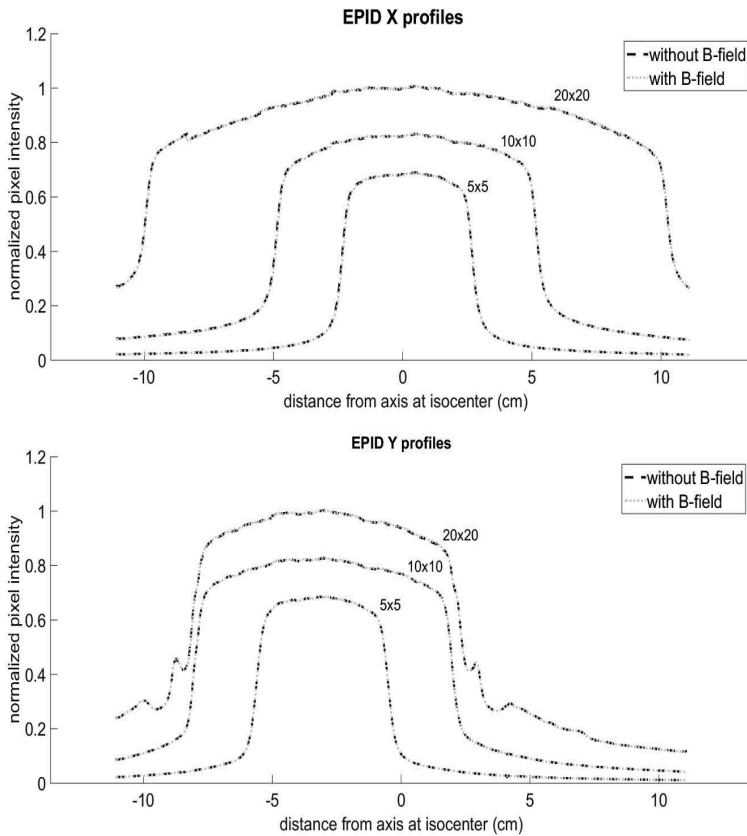 EPID X profiles
1.2
1
0.8
0.6
0.4
0.2
0
normalized pixel intensity
without B-field
with B-field
20x20
10x10
5x5
-10 -5 0 5 10
distance from axis at isocenter (cm)
EPID Y profiles
1.2
1
0.8
0.6
0.4
0.2
0
normalized pixel intensity
without B-field
with B-field
20x20
10x10
5x5
-10 -5 0 5 10
distance from axis at isocenter (cm)